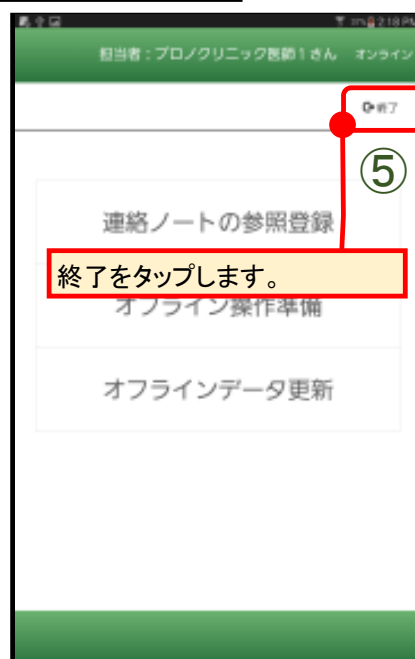 2:18 PM
担当者：プロノクリニック医師1さん オンライン
終了
⑤
連絡ノートの参照登録
終了をタップします。
オフライン操作準備
オフラインデータ更新